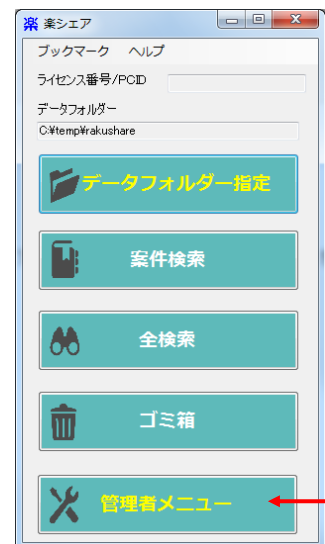 楽 楽シェア
ブックマーク ヘルプ
ライセンス番号/PCID
データフォルダー
C:¥temp¥rakushare
データフォルダー指定
案件検索
全検索
ゴミ箱
管理者メニュー